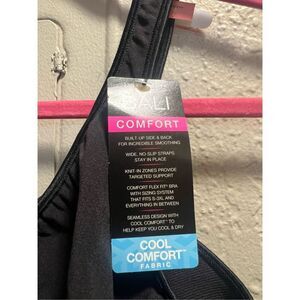 BALI
COMFORT
BUILT-UP SIDE & BACK
FOR INCREDIBLE SMOOTHING
WIDE, NO SLIP STRAPS
STAY IN PLACE
KNIT-IN ZONES PROVIDE
TARGETED SUPPORT
COMFORT FLEX FIT® BRA
WITH SIZING SYSTEM
THAT FITS S-3XL AND
EVERYTHING IN BETWEEN
SEAMLESS DESIGN WITH
COOL COMFORT™ TO
HELP KEEP YOU COOL & DRY
COOL
COMFORT™
FABRIC